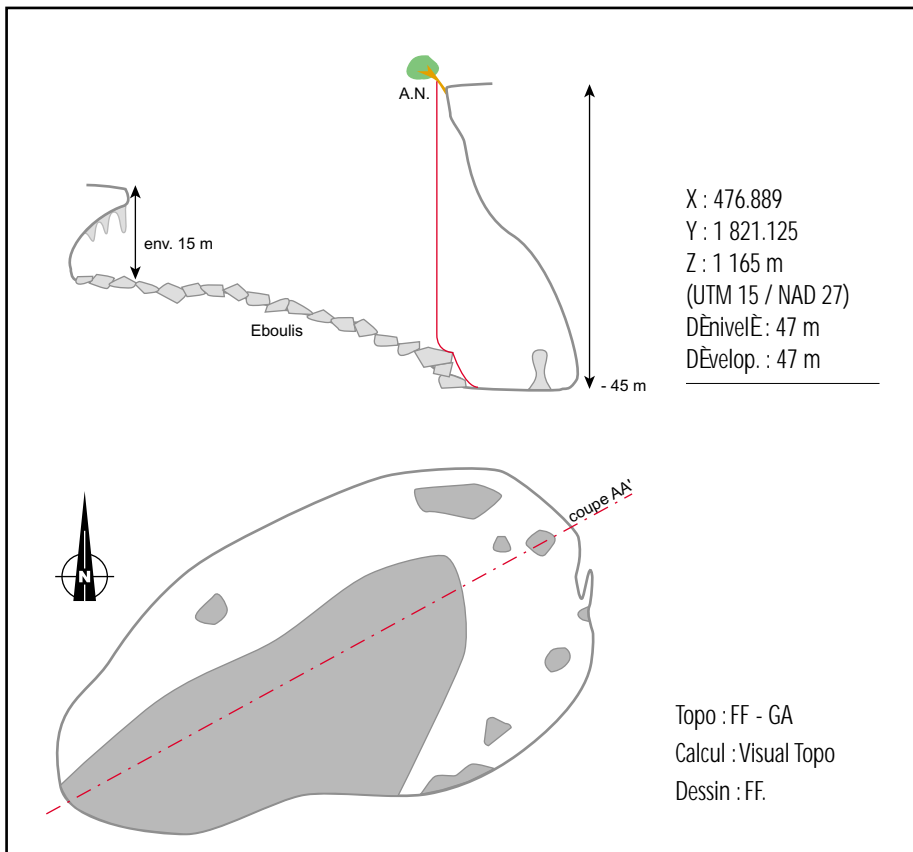 A.N.
env. 15 m
Eboulis
- 45 m
X : 476.889
Y : 1 821.125
Z : 1 165 m
(UTM 15 / NAD 27)
DÈnivelÈ : 47 m
DÈvelop. : 47 m
coupe AA'
N
Topo : FF - GA
Calcul : Visual Topo
Dessin : FF.